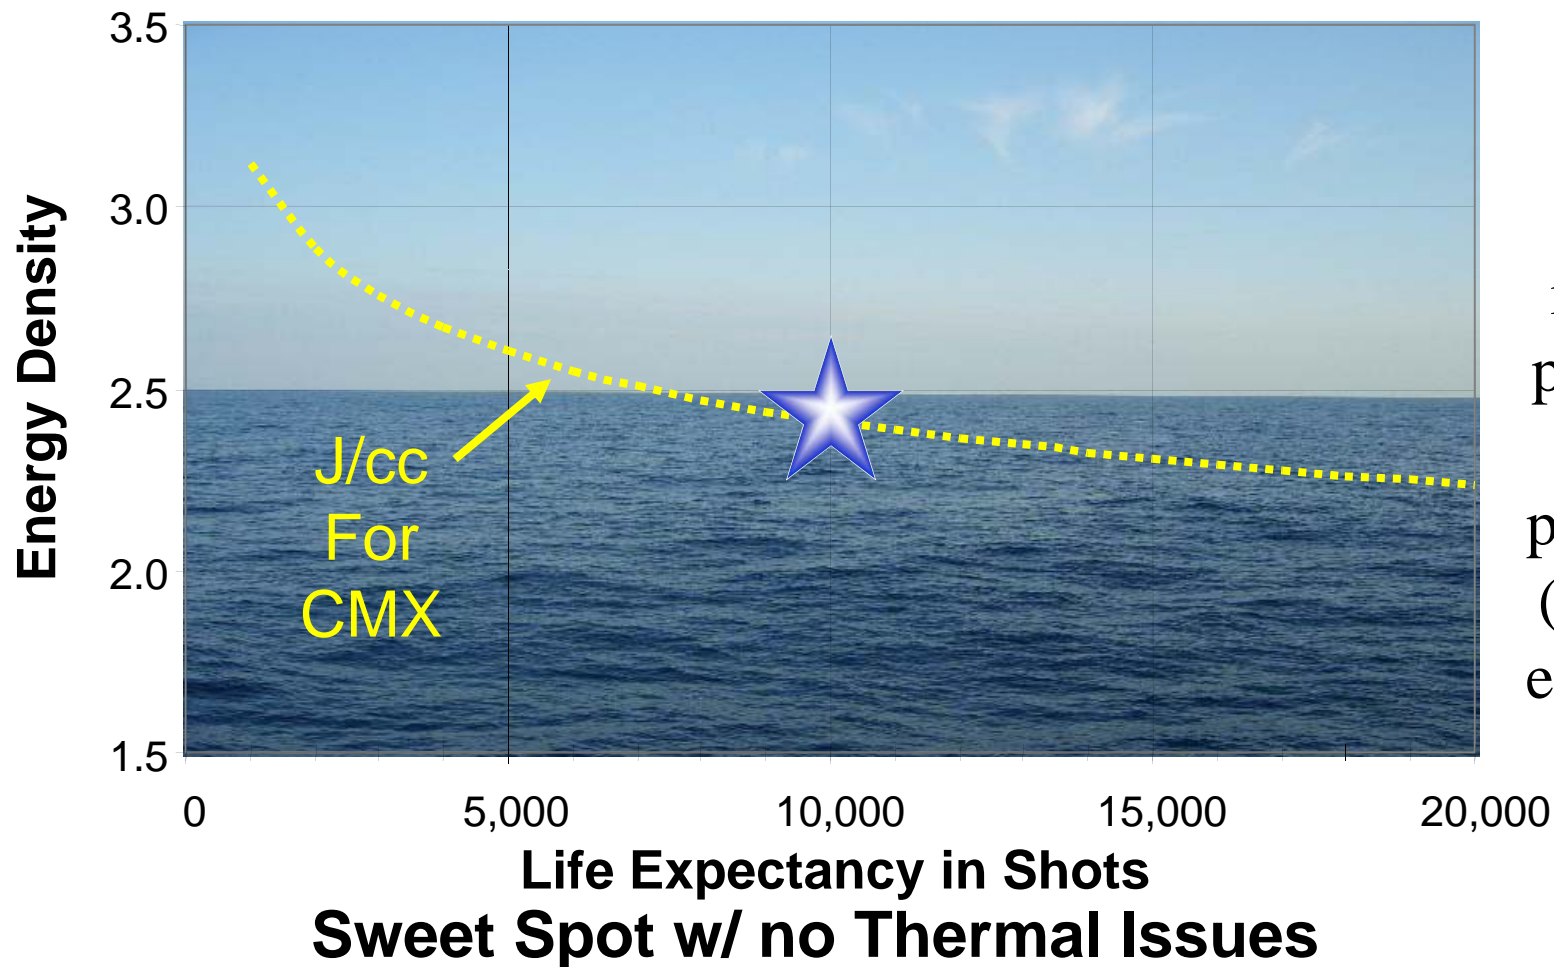 3.5
3.0
2.5
2.0
1.5
Energy Density
J/cc
For
CMX
0 5,000 10,000 15,000 20,000
Life Expectancy in Shots
Sweet Spot w/ no Thermal Issues
p
p
(
e